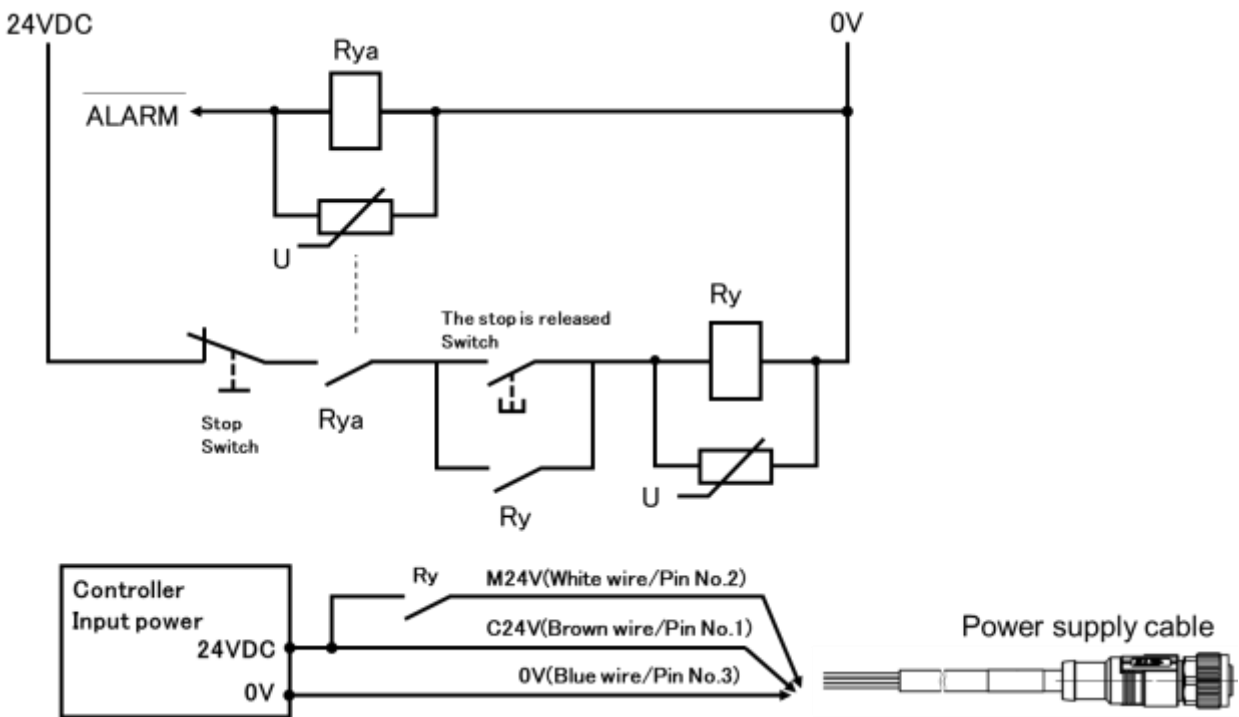 24VDC
0V
Rya
ALARM
U
The stop is released
Switch
Ry
Stop
Switch
Rya
U
Ry
Controller
Input power
24VDC
0V
Ry
M24V(White wire/Pin No.2)
C24V(Brown wire/Pin No.1)
0V(Blue wire/Pin No.3)
Power supply cable